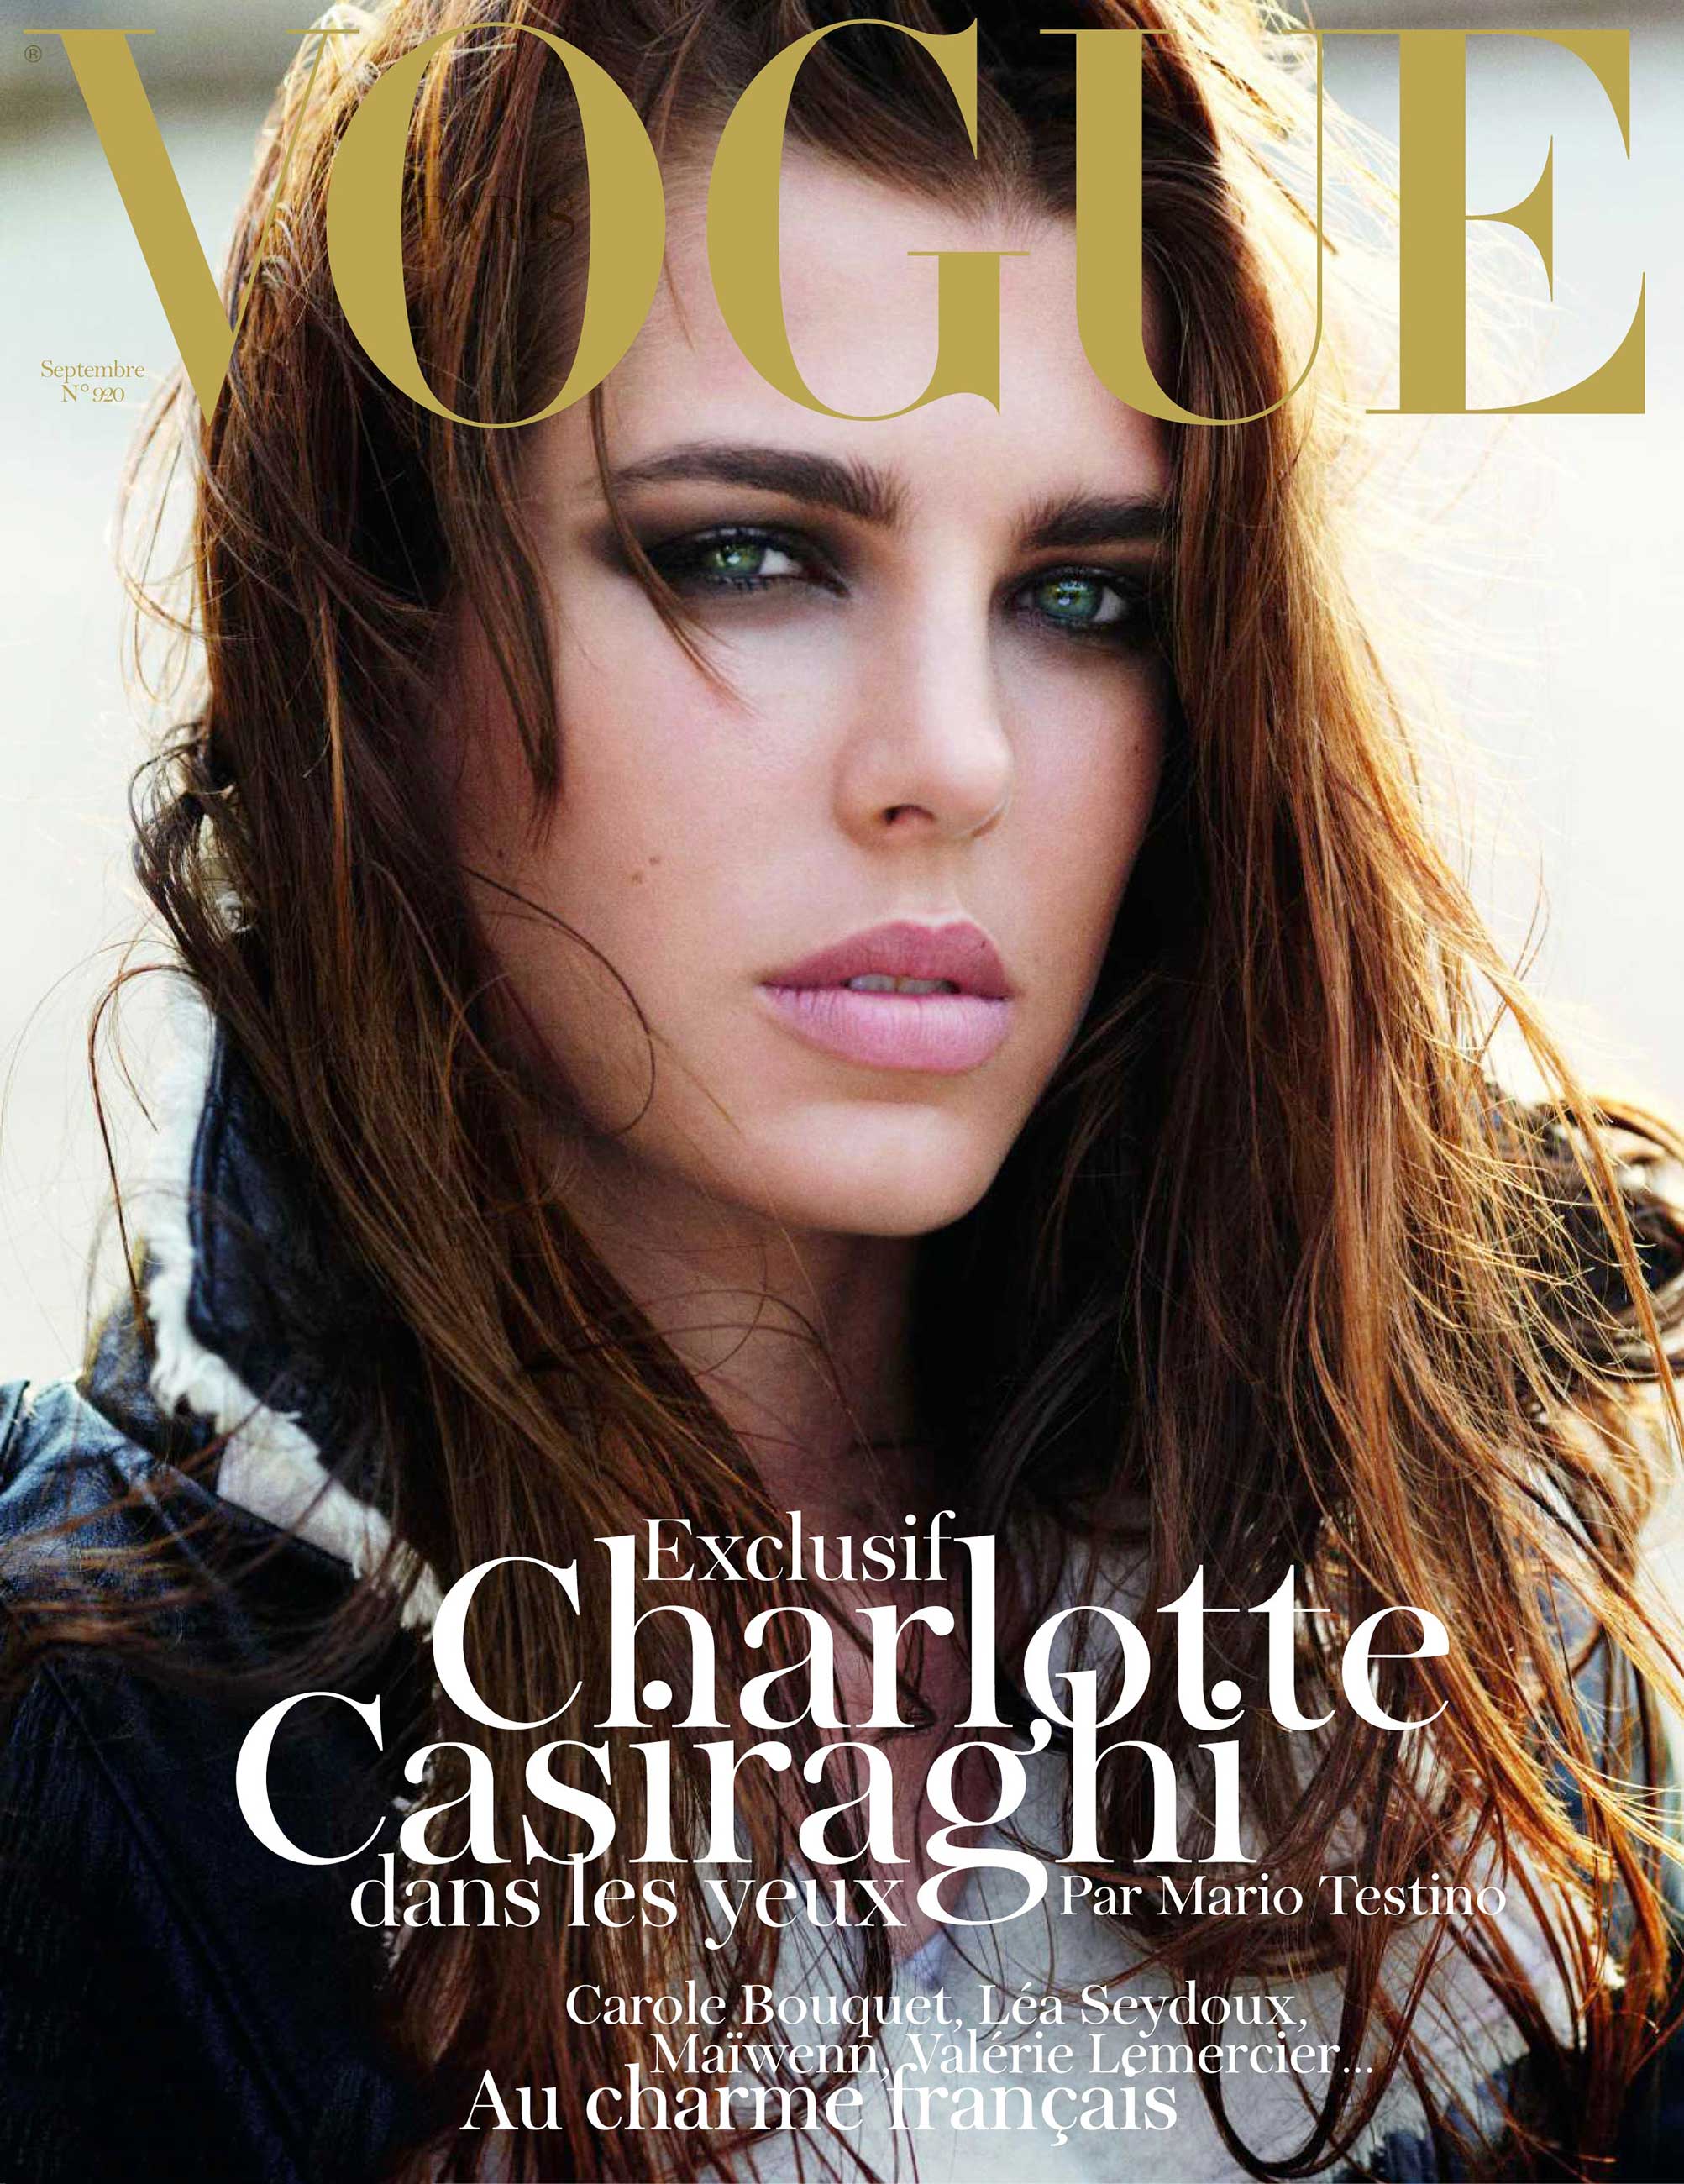 VOGUE
®
PARIS
Septembre
N° 920
Exclusif
Charlotte
Casiraghi
dans les yeux
Par Mario Testino
Carole Bouquet, Léa Seydoux,
Maïwenn, Valérie Lemercier...
Au charme français